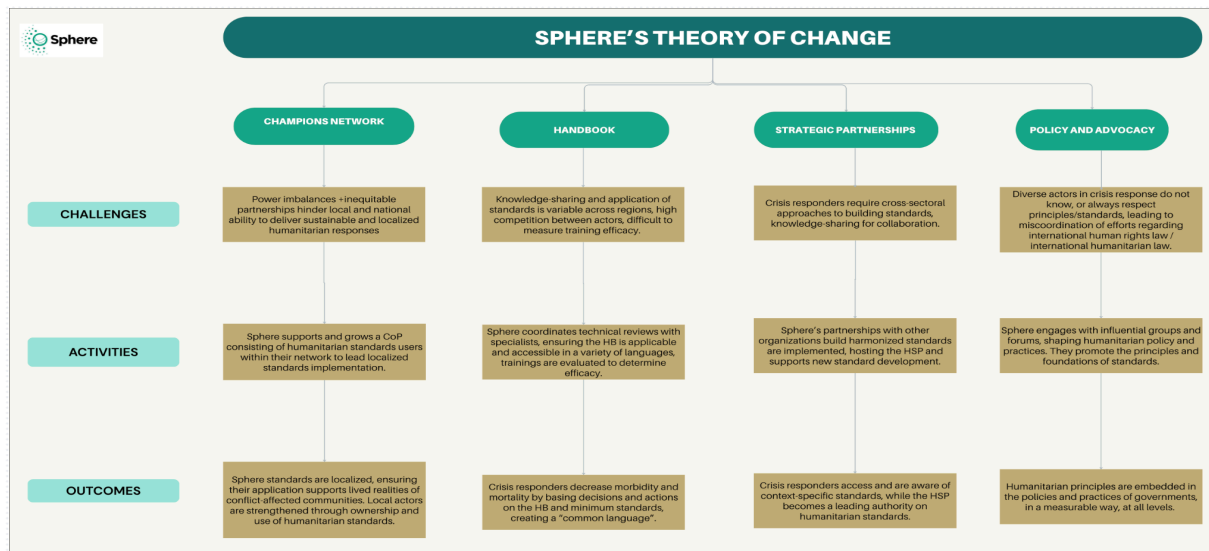 Sphere
SPHERE'S THEORY OF CHANGE
CHAMPIONS NETWORK
HANDBOOK
STRATEGIC PARTNERSHIPS
POLICY AND ADVOCACY
CHALLENGES
Power imbalances +inequitable
partnerships hinder local and national
ability to deliver sustainable and localized
humanitarian responses
Knowledge-sharing and application of
standards is variable across regions, high
competition between actors, difficult to
measure training efficacy.
Crisis responders require cross-sectoral
approaches to building standards,
knowledge-sharing for collaboration.
Diverse actors in crisis response do not
know, or always respect
principles/standards, leading to
miscoordination of efforts regarding
international human rights law /
international humanitarian law.
ACTIVITIES
Sphere supports and grows a CoP
consisting of humanitarian standards users
within their network to lead localized
standards implementation.
Sphere coordinates technical reviews with
specialists, ensuring the HB is applicable
and accessible in a variety of languages,
trainings are evaluated to determine
efficacy.
Sphere's partnerships with other
organizations build harmonized standards
are implemented, hosting the HSP and
supports new standard development.
Sphere engages with influential groups and
forums, shaping humanitarian policy and
practices. They promote the principles and
foundations of standards.
OUTCOMES
Sphere standards are localized, ensuring
their application supports lived realities of
conflict-affected communities. Local actors
are strengthened through ownership and
use of humanitarian standards.
Crisis responders decrease morbidity and
mortality by basing decisions and actions
on the HB and minimum standards,
creating a "common language".
Crisis responders access and are aware of
context-specific standards, while the HSP
becomes a leading authority on
humanitarian standards.
Humanitarian principles are embedded in
the policies and practices of governments,
in a measurable way, at all levels.